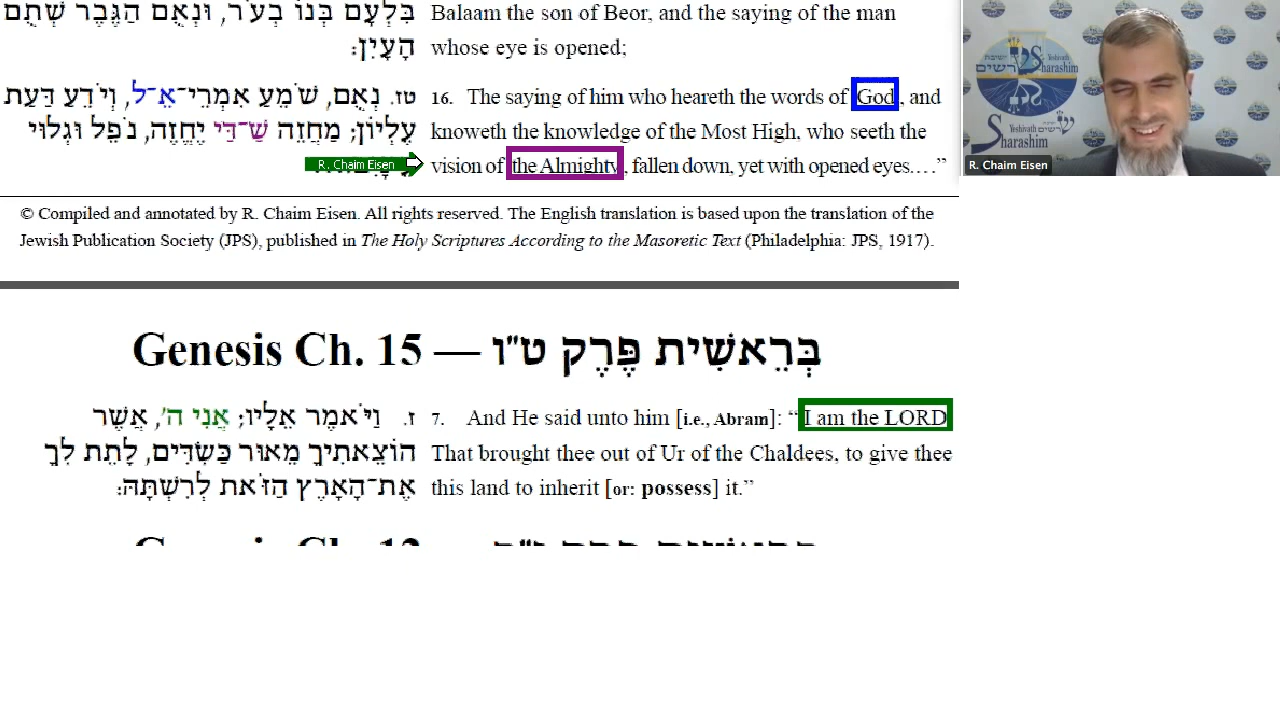 בִּלְעָם בְּנוֹ בְעֹר, וּנְאֻם הַגֶּבֶר שְׁתֻם
הָעָיִן:
Balaam the son of Beor, and the saying of the man
whose eye is opened;
טז. נְאֻם, שֹׁמֵעַ אִמְרֵי־אֵ־ל, וְיֹדֵעַ דַּעַת
עֶלְיוֹן; מַחֲזֵה שַׁ־דַּי יֶחֱזֶה, נֹפֵל וּגְלוּי
R. Chaim Eisen
16. The saying of him who heareth the words of God, and
knoweth the knowledge of the Most High, who seeth the
vision of the Almighty, fallen down, yet with opened eyes….”
© Compiled and annotated by R. Chaim Eisen. All rights reserved. The English translation is based upon the translation of the
Jewish Publication Society (JPS), published in The Holy Scriptures According to the Masoretic Text (Philadelphia: JPS, 1917).
Genesis Ch. 15 — בְּרֵאשִׁית פֶּרֶק ט"ו
ז. וַיֹּאמֶר אֵלָיו; אֲנִי ה', אֲשֶׁר
הוֹצֵאתִיךָ מֵאוּר כַּשְׂדִּים, לָתֶת לְךָ
אֶת־הָאָרֶץ הַזֹּאת לְרִשְׁתָּהּ:
7. And He said unto him [i.e., Abram]: “I am the LORD
That brought thee out of Ur of the Chaldees, to give thee
this land to inherit [or: possess] it.”
ישיבת
שרשים
Sharashim
Yeshivath שרשים
Sharashim
R. Chaim Eisen